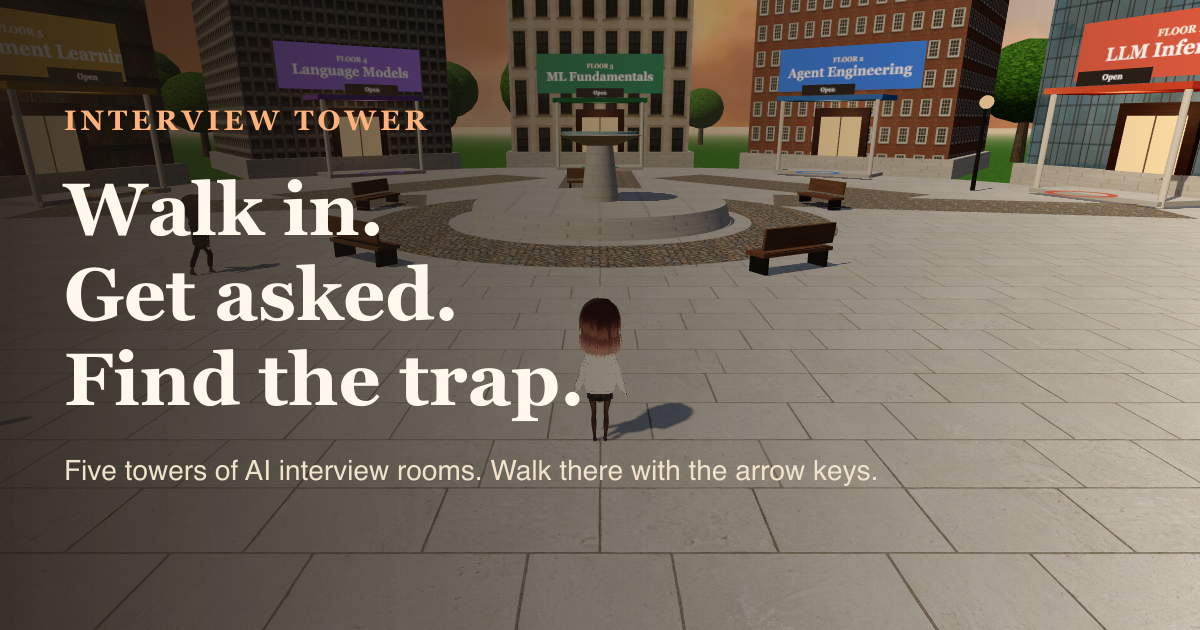 FLOOR 5
ment Learnin
Open
FLOOR 4
Language Models
Open
FLOOR 3
ML Fundamentals
Open
FLOOR 2
Agent Engineering
Open
FLOOR
LLM Infer
Open
INTERVIEW TOWER
Walk in.
Get asked.
Find the trap.
Five towers of AI interview rooms. Walk there with the arrow keys.